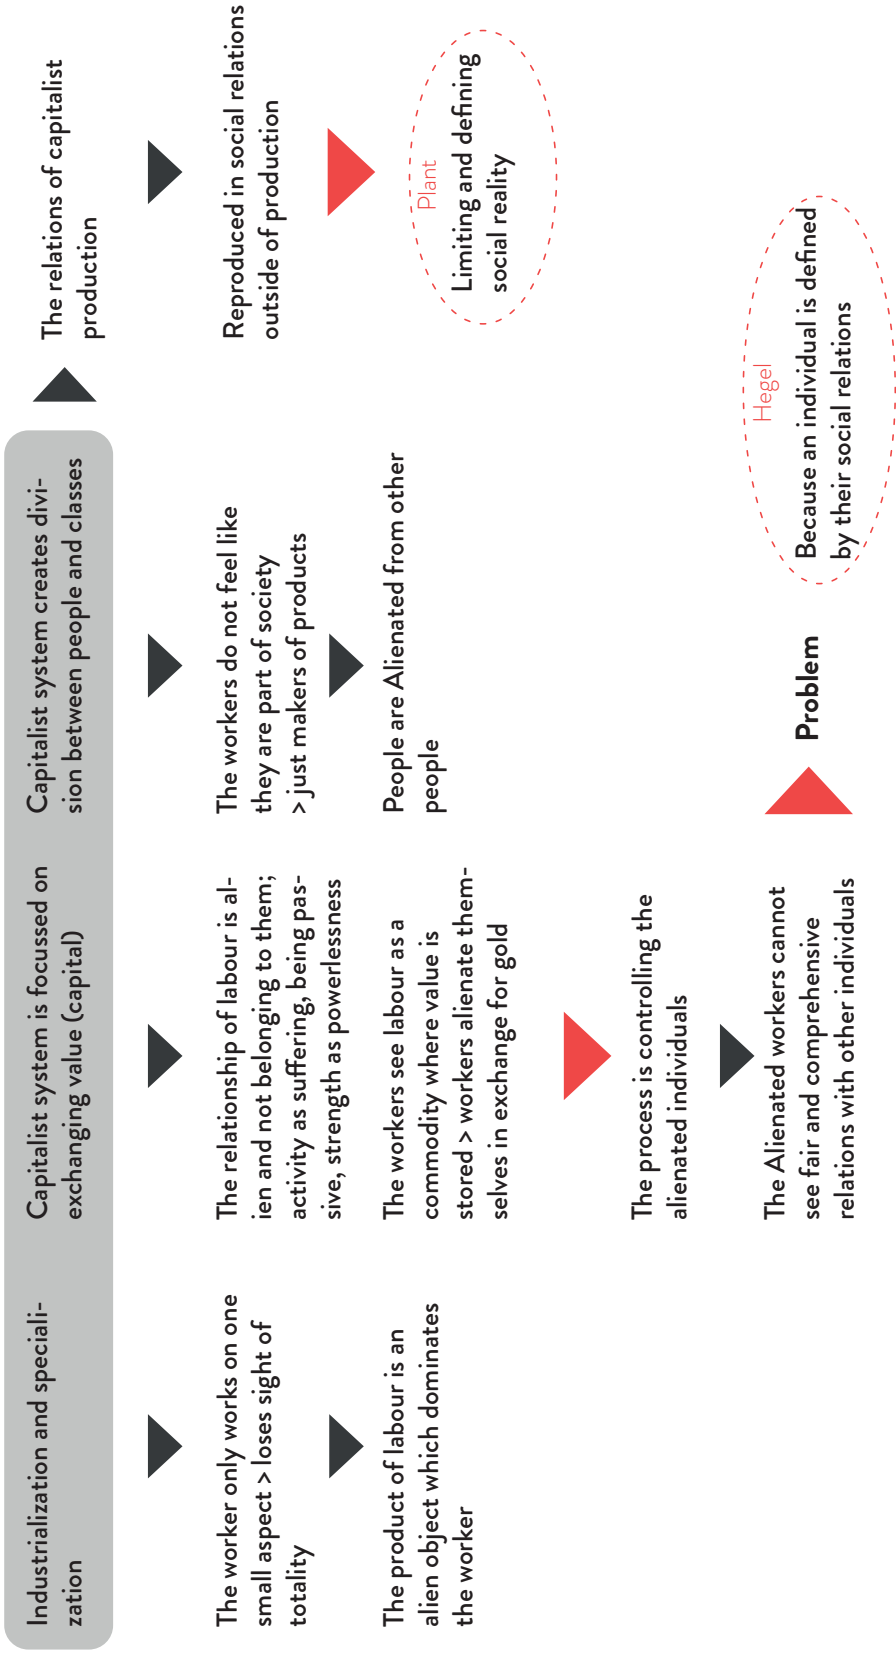 Industrialization and speciali-
zation
The worker only works on one
small aspect > loses sight of
totality
The product of labour is an
alien object which dominates
the worker
Capitalist system is focussed on
exchanging value (capital)
The relationship of labour is al-
ien and not belonging to them;
activity as suffering, being pas-
sive, strength as powerlessness
The workers see labour as a
commodity where value is
stored > workers alienate them-
selves in exchange for gold
The process is controlling the
alienated individuals
The Alienated workers cannot
see fair and comprehensive
relations with other individuals
Capitalist system creates divi-
sion between people and classes
The workers do not feel like
they are part of society
> just makers of products
People are Alienated from other
people
Problem
The relations of capitalist
production
Reproduced in social relations
outside of production
Plant
Limiting and defining
social reality
Hegel
Because an individual is defined
by their social relations